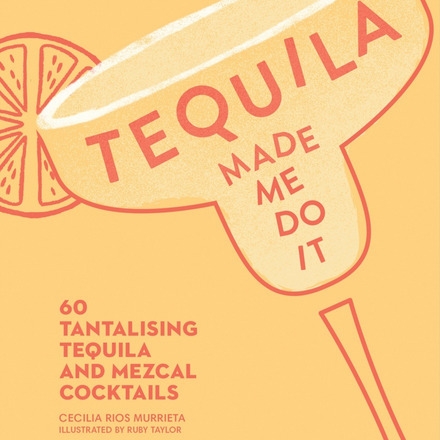 TEQUILA
MADE
ME
DO
IT
60
TANTALISING
TEQUILA
AND MEZCAL
COCKTAILS
CECILIA RIOS MURRIETA
ILLUSTRATED BY RUBY TAYLOR